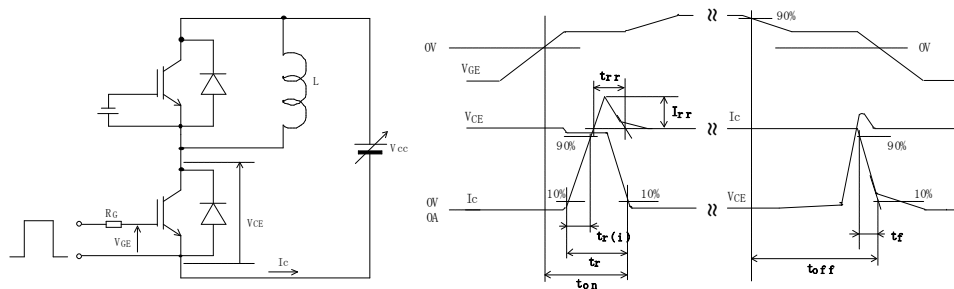 L
Vcc
RG
VGE
VCE
Ic
0V
VGE
90%
0V
trr
Irr
VCE
Ic
90%
90%
10%
Ic
10%
0V
0A
VCE
10%
tr(i)
tr
ton
tf
toff